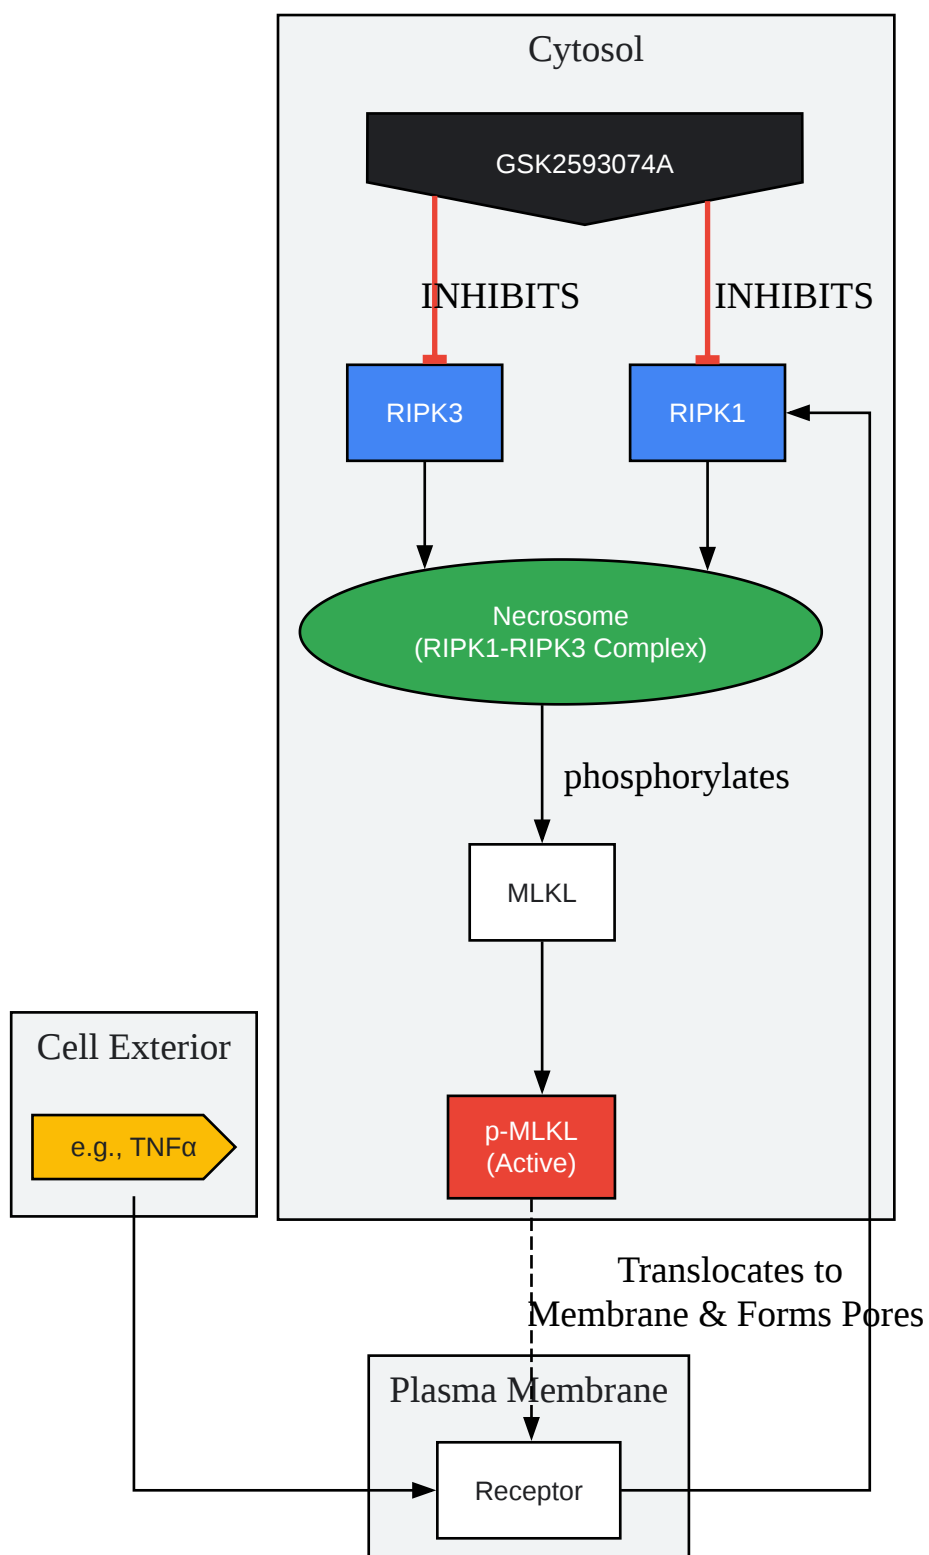 Cytosol
GSK2593074A
INHIBITS
INHIBITS
RIPK3
RIPK1
Necrosome
(RIPK1-RIPK3 Complex)
phosphorylates
MLKL
Cell Exterior
e.g., TNFα
p-MLKL
(Active)
Translocates to
Membrane & Forms Pores
Plasma Membrane
Receptor